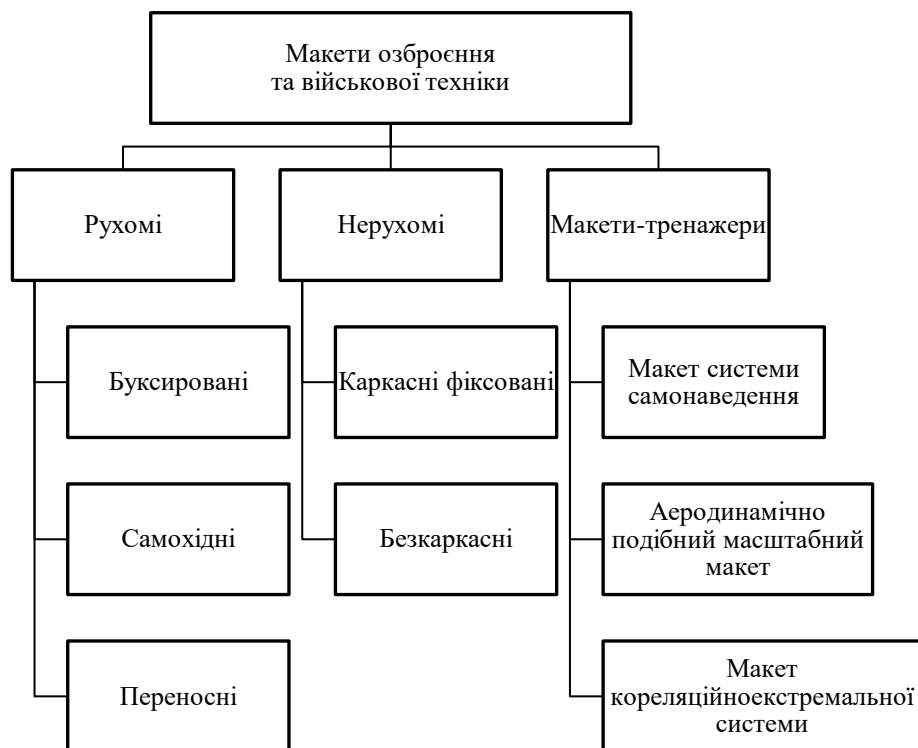 Макети озброєння
та військової техніки
Рухомі
Нерухомі
Макети-тренажери
Буксировані
Каркасні фіксовані
Макет системи
самонаведення
Самохідні
Безкаркасні
Аеродинамічно
подібний масштабний
макет
Переносні
Макет
кореляційноекстремальної
системи